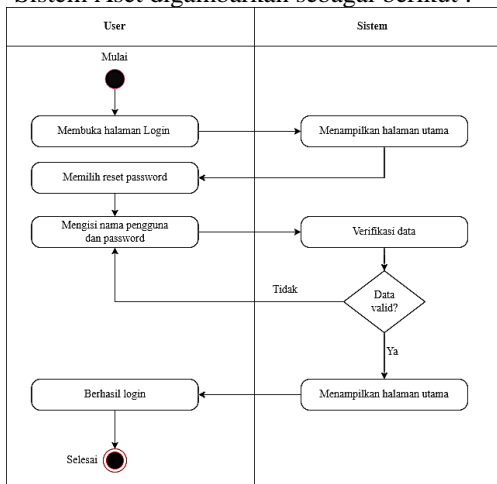 Sistem Aset digambarkan sebagai berikut :
User
Sistem
Mulai
Membuka halaman Login
Menampilkan halaman utama
Memilih reset password
Mengisi nama pengguna
dan password
Verifikasi data
Tidak
Data
valid?
Ya
Berhasil login
Menampilkan halaman utama
Selesai